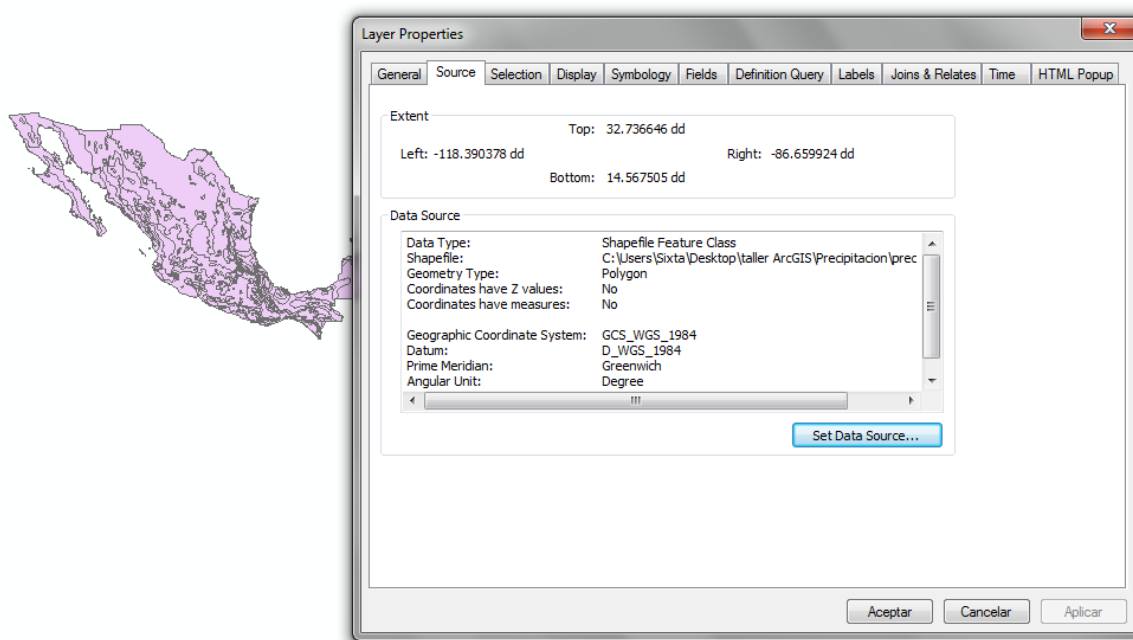 Layer Properties
General Source Selection Display Symbology Fields Definition Query Labels Joins & Relates Time HTML Popup
Extent
Top: 32.736646 dd
Left: -118.390378 dd Right: -86.659924 dd
Bottom: 14.567505 dd
Data Source
Data Type: Shapefile Feature Class
Shapefile: C:\Users\Sixta\Desktop\taller ArcGIS\Precipitacion\prec
Geometry Type: Polygon
Coordinates have Z values: No
Coordinates have measures: No
Geographic Coordinate System: GCS_WGS_1984
Datum: D_WGS_1984
Prime Meridian: Greenwich
Angular Unit: Degree
Set Data Source...
Aceptar Cancelar Aplicar